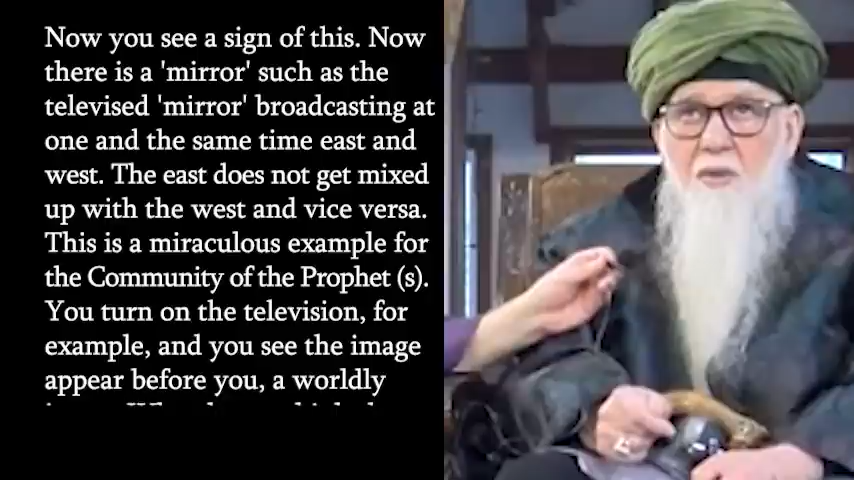 Now you see a sign of this. Now
there is a 'mirror' such as the
televised 'mirror' broadcasting at
one and the same time east and
west. The east does not get mixed
up with the west and vice versa.
This is a miraculous example for
the Community of the Prophet (s).
You turn on the television, for
example, and you see the image
appear before you, a worldly